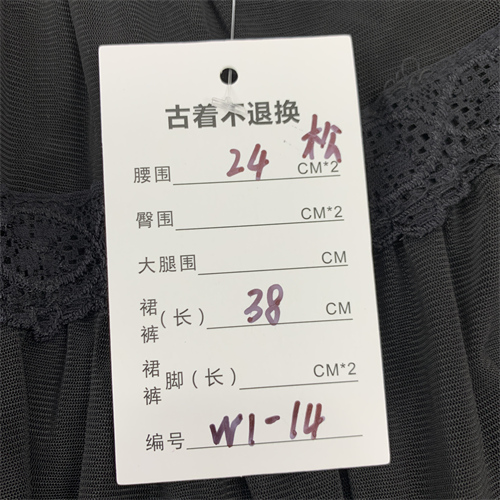 古着不退换
腰围 24 松 CM*2
臀围 CM*2
大腿围 CM
裙裤(长) 38 CM
裙裤脚(长) CM*2
编号 W1-14